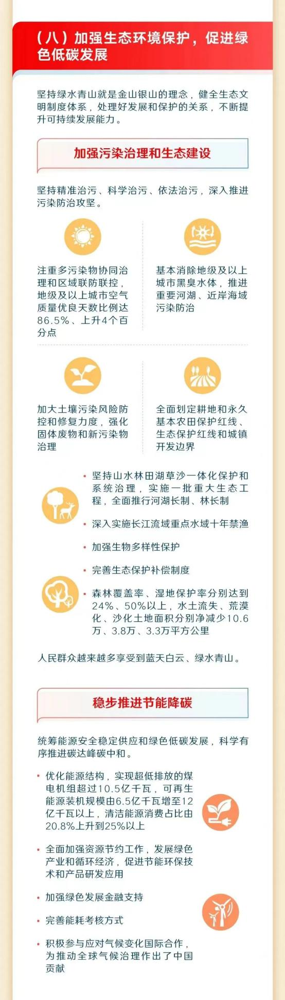 （八）加强生态环境保护，促进绿
色低碳发展
坚持绿水青山就是金山银山的理念，健全生态文
明制度体系，处理好发展和保护的关系，不断提
升可持续发展能力。
加强污染治理和生态建设
坚持精准治污、科学治污、依法治污，深入推进
污染防治攻坚。
注重多污染物协同治
理和区域联防联控，
地级及以上城市空气
质量优良天数比例达
86.5%、上升4个百
分点
基本消除地级及以上
城市黑臭水体，推进
重要河湖、近岸海域
污染防治
加大土壤污染风险防
控和修复力度，强化
固体废物和新污染物
治理
全面划定耕地和永久
基本农田保护红线、
生态保护红线和城镇
开发边界
• 坚持山水林田湖草沙一体化保护和
系统治理，实施一批重大生态工
程，全面推行河湖长制、林长制
• 深入实施长江流域重点水域十年禁渔
• 加强生物多样性保护
• 完善生态保护补偿制度
• 森林覆盖率、湿地保护率分别达到
24%、50%以上，水土流失、荒漠
化、沙化土地面积分别净减少10.6
万、3.8万、3.3万平方公里
人民群众越来越多享受到蓝天白云、绿水青山。
稳步推进节能降碳
统筹能源安全稳定供应和绿色低碳发展，科学有
序推进碳达峰碳中和。
• 优化能源结构，实现超低排放的煤
电机组超过10.5亿千瓦，可再生
能源装机规模由6.5亿千瓦增至12
亿千瓦以上，清洁能源消费占比由
20.8%上升到25%以上
• 全面加强资源节约工作，发展绿色
产业和循环经济，促进节能环保技
术和产品研发应用
• 加强绿色发展金融支持
• 完善能耗考核方式
• 积极参与应对气候变化国际合作，
为推动全球气候治理作出了中国
贡献